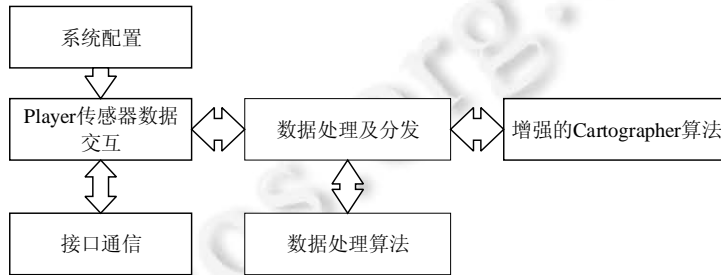 系统配置
Player传感器数据
交互
数据处理及分发
增强的Cartographer算法
接口通信
数据处理算法